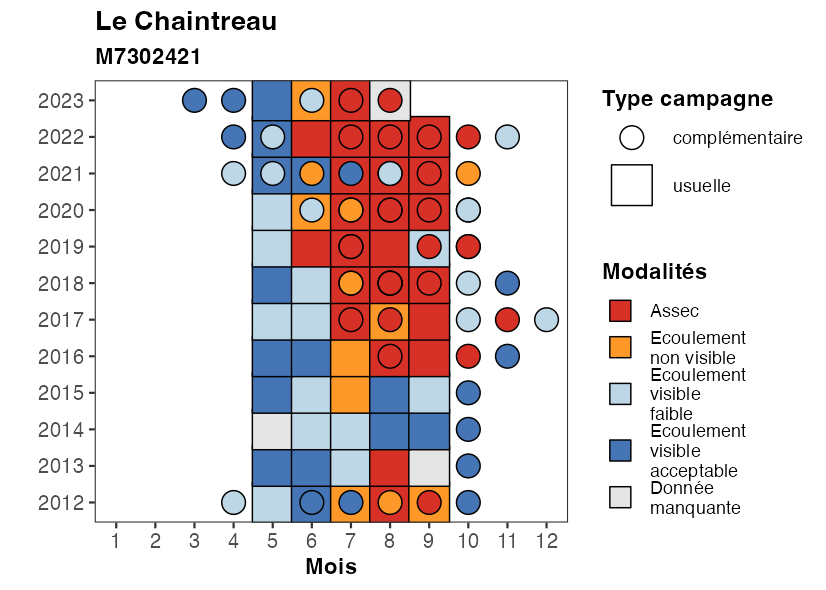 Le Chaintreau
M7302421
2023
2022
2021
2020
2019
2018
2017
2016
2015
2014
2013
2012
1 2 3 4 5 6 7 8 9 10 11 12
Mois
Type campagne
complémentaire
usuelle
Modalités
Assec
Ecoulement
non visible
Ecoulement
visible
faible
Ecoulement
visible
acceptable
Donnée
manquante